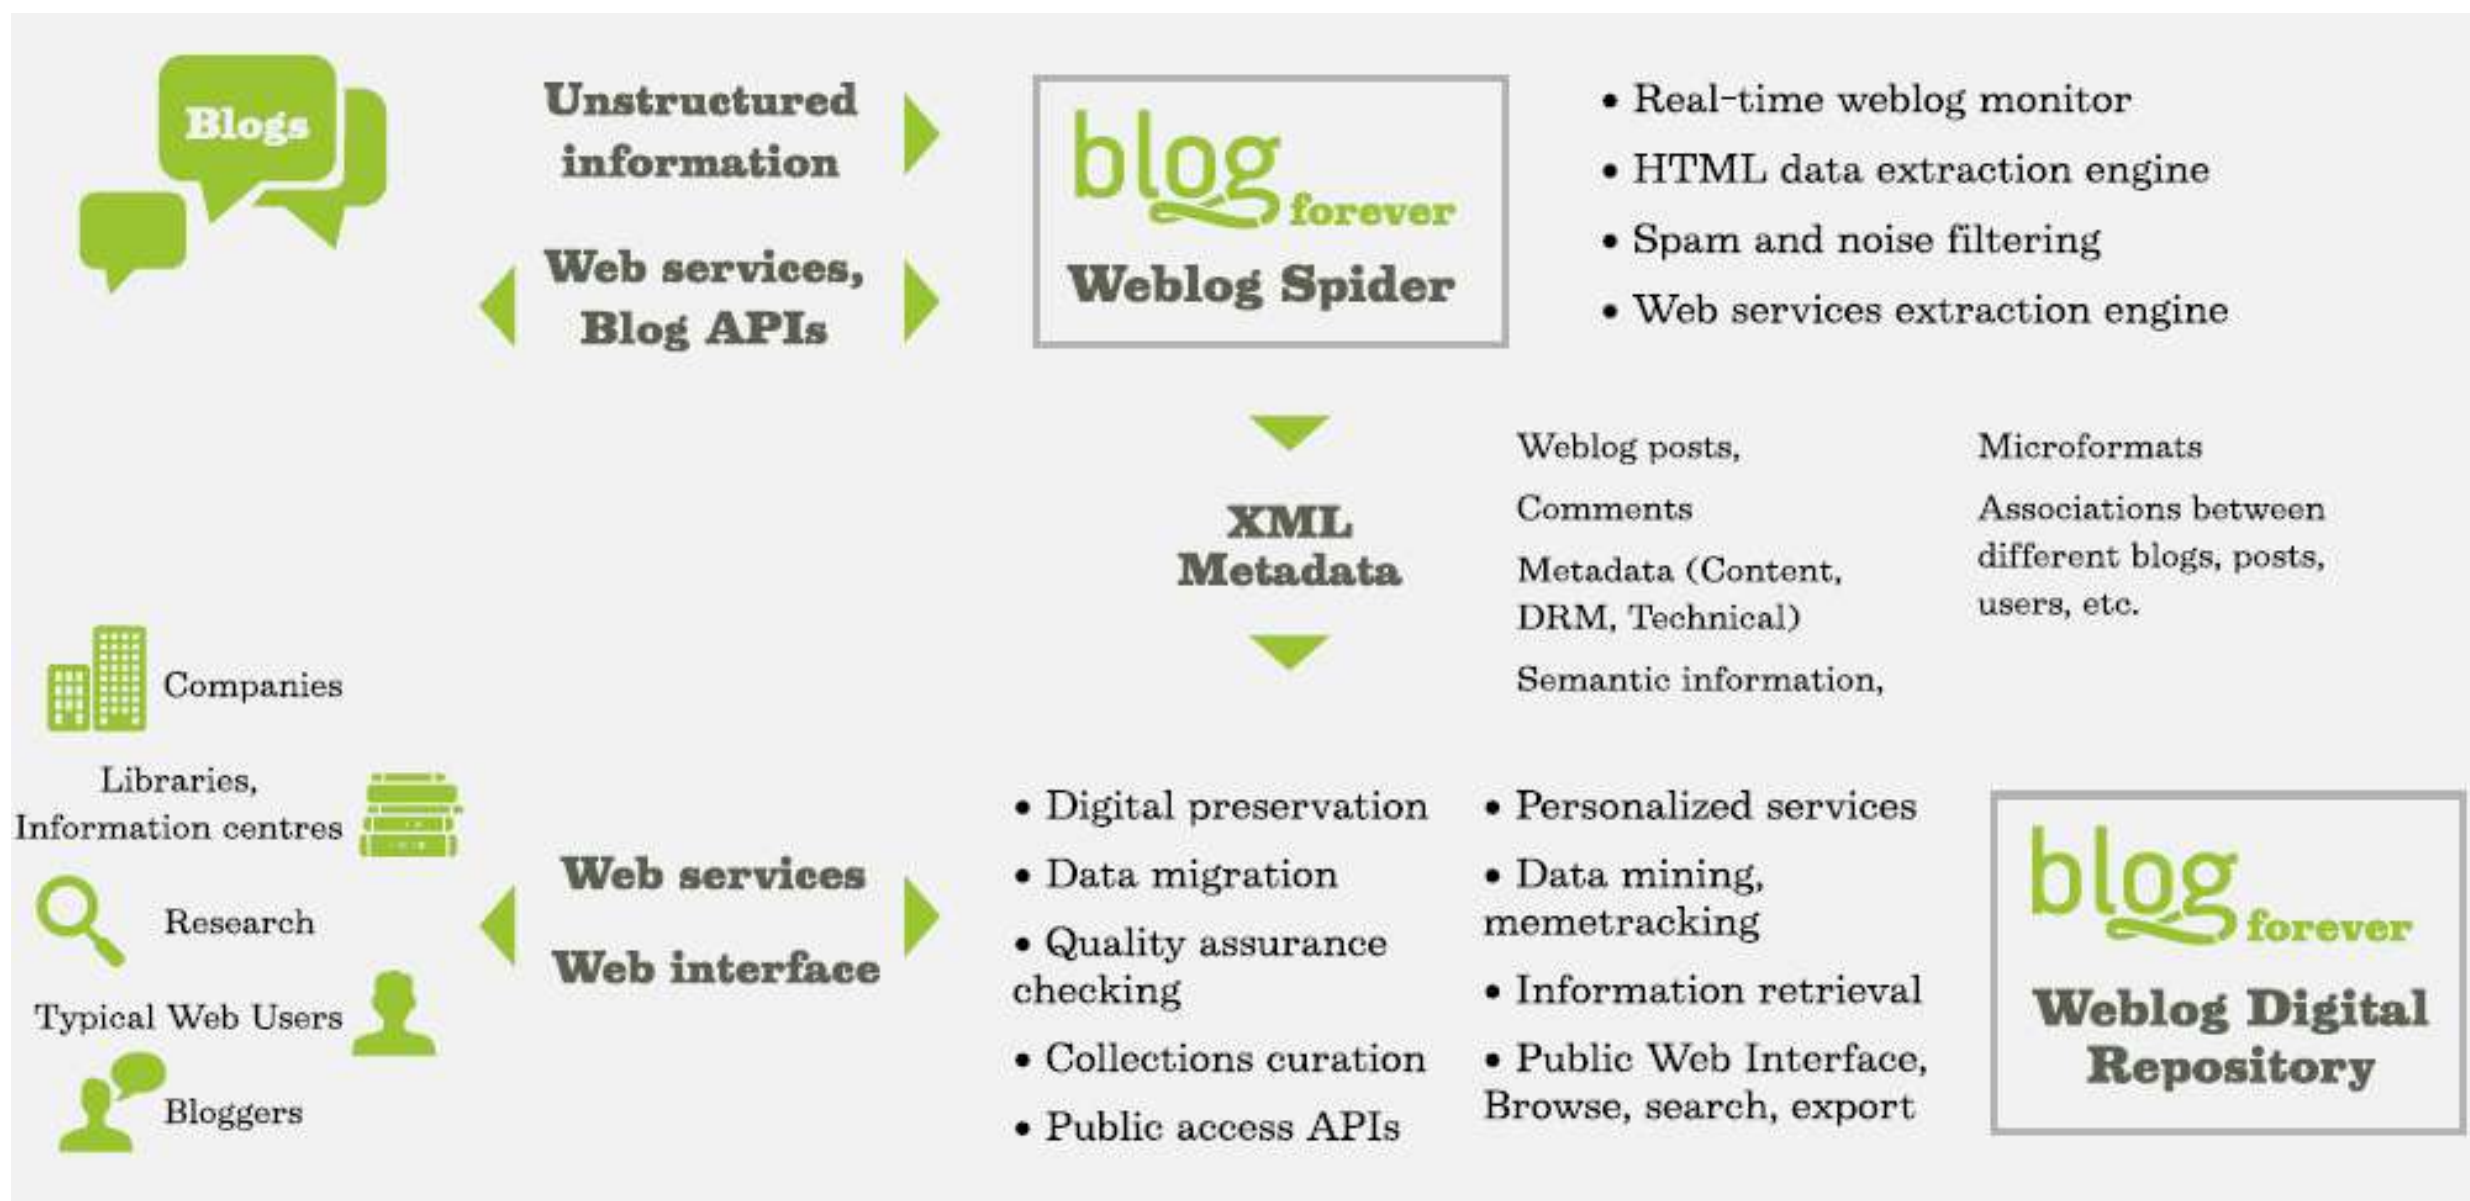 Blogs
Unstructured
information
Web services,
Blog APIs
blog
forever
Weblog Spider
• Real-time weblog monitor
• HTML data extraction engine
• Spam and noise filtering
• Web services extraction engine
XML
Metadata
Weblog posts,
Comments
Metadata (Content,
DRM, Technical)
Semantic information,
Microformats
Associations between
different blogs, posts,
users, etc.
Companies
Libraries,
Information centres
Research
Typical Web Users
Bloggers
Web services
Web interface
• Digital preservation
• Data migration
• Quality assurance
checking
• Collections curation
• Public access APIs
• Personalized services
• Data mining,
memetracking
• Information retrieval
• Public Web Interface,
Browse, search, export
blog
forever
Weblog Digital
Repository